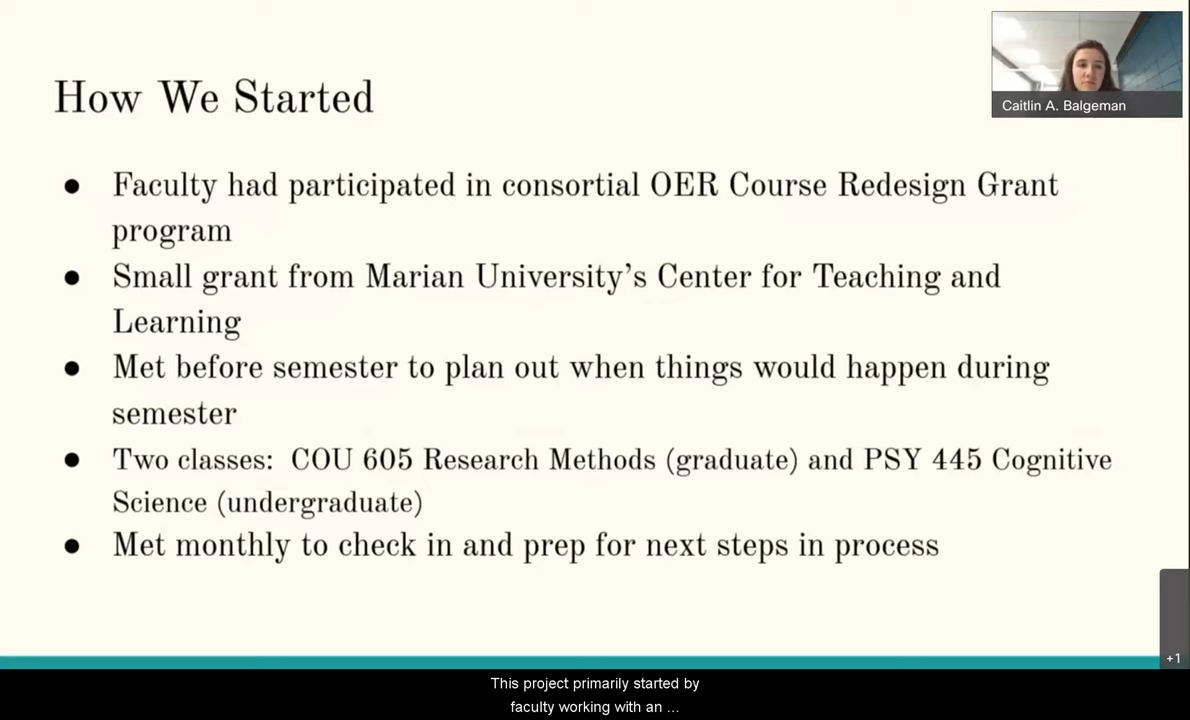 How We Started
Caitlin A. Balgeman
● Faculty had participated in consortial OER Course Redesign Grant
program
● Small grant from Marian University’s Center for Teaching and
Learning
● Met before semester to plan out when things would happen during
semester
● Two classes:  COU 605 Research Methods (graduate) and PSY 445 Cognitive
Science (undergraduate)
● Met monthly to check in and prep for next steps in process
+1
This project primarily started by
faculty working with an ...